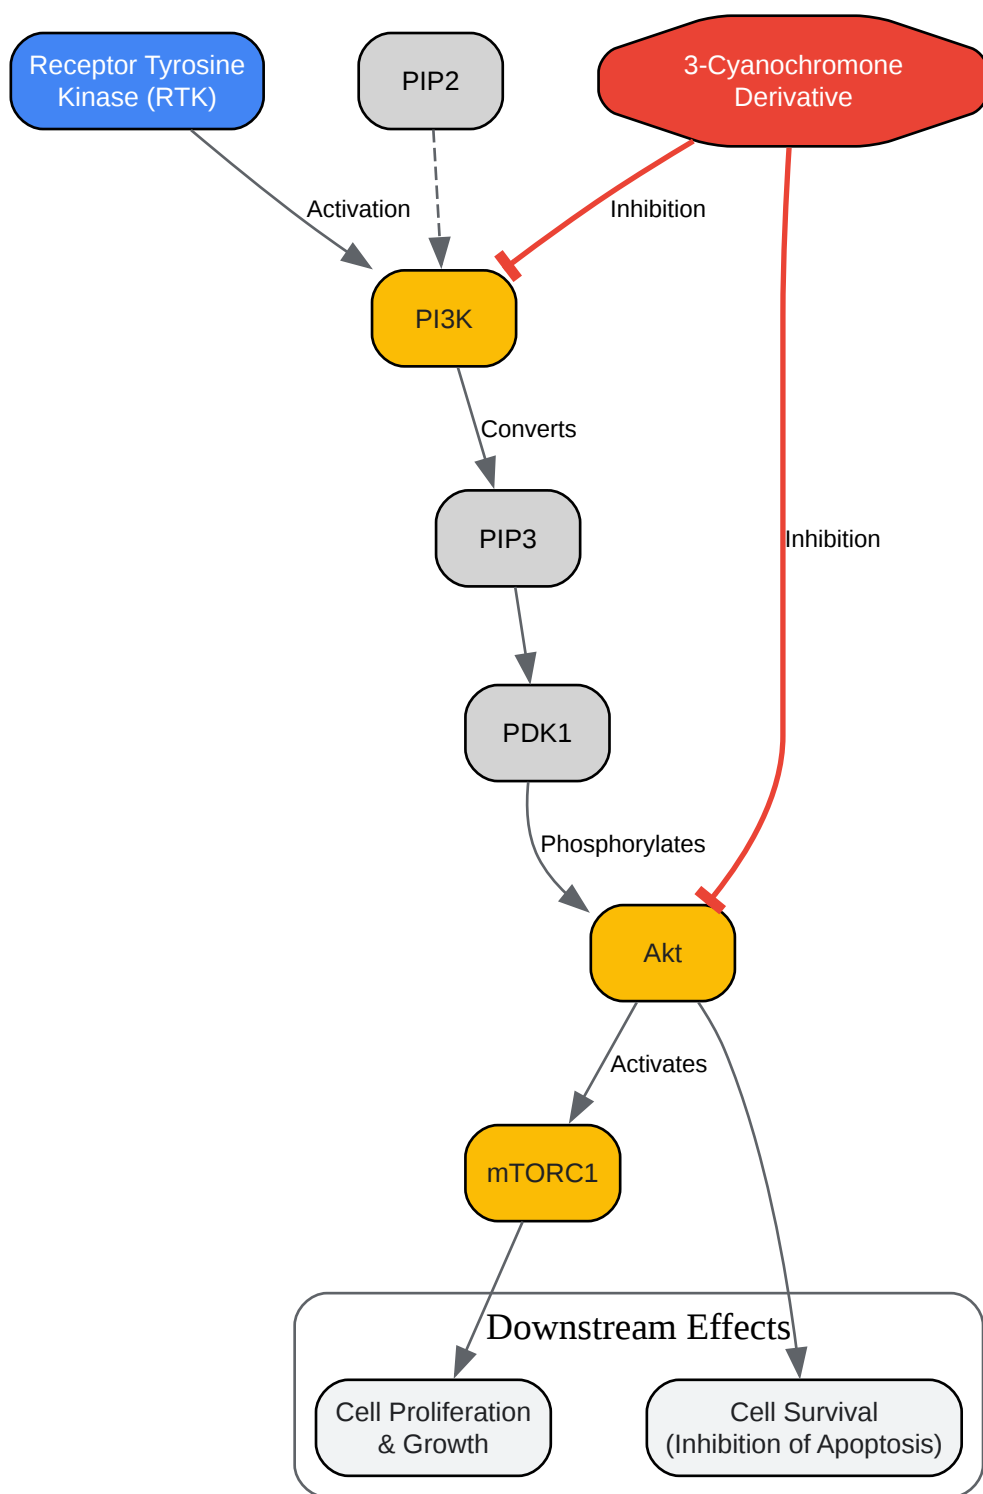 Receptor Tyrosine
Kinase (RTK)
PIP2
3-Cyanochromone
Derivative
Activation
Inhibition
PI3K
Converts
PIP3
Inhibition
PDK1
Phosphorylates
Akt
Activates
mTORC1
Downstream Effects
Cell Proliferation
& Growth
Cell Survival
(Inhibition of Apoptosis)